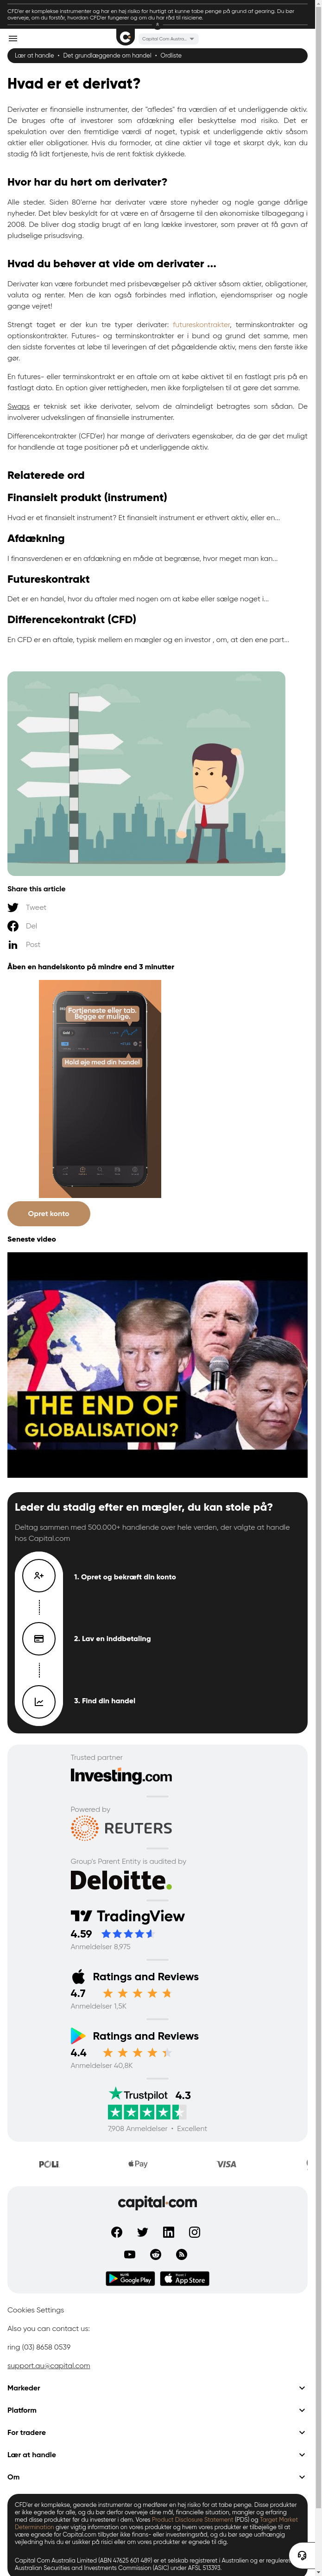 CFD'er er komplekse instrumenter og har en høj risiko for hurtigt at kunne tabe penge på grund af gearing. Du bør
overveje, om du forstår, hvordan CFD'er fungerer og om du har råd til risiciene.
Capital Com Austra...
Lær at handle • Det grundlæggende om handel • Ordliste
Hvad er et derivat?
Derivater er finansielle instrumenter, der "afledes" fra værdien af et underliggende aktiv.
De bruges ofte af investorer som afdækning eller beskyttelse mod risiko. Det er
spekulation over den fremtidige værdi af noget, typisk et underliggende aktiv, såsom
aktier eller obligationer. Hvis du formoder, at dine aktier vil tage et skarpt dyk, kan du
stadig få lidt fortjeneste, hvis de rent faktisk dykkede.
Hvor har du hørt om derivater?
Alle steder. Siden 80'erne har derivater være store nyheder og nogle gange dårlige
nyheder. Det blev beskyldt for at være en af årsagerne til den økonomiske tilbagegang i
2008. De bliver dog stadig brugt af en lang række investorer, som prøver at få gavn af
pludselige prisudsving.
Hvad du behøver at vide om derivater ...
Derivater kan være forbundet med prisbevægelser på aktiver såsom aktier, obligationer,
valuta og renter. Men de kan også forbindes med inflation, ejendomspriser og nogle
gange vejret!
Strengt taget er der kun tre typer derivater: futureskontrakter, terminskontrakter og
optionskontrakter. Futures- og terminskontrakter er i bund og grund det samme, men
den sidste forventes at løbe til leveringen af det pågældende aktiv, mens den første ikke
gør.
En futures- eller terminskontrakt er en aftale om at købe aktivet til en fastlagt pris på en
fastlagt dato. En option giver rettigheden, men ikke forpligtelsen til at gøre det samme.
Swaps er teknisk set ikke derivater, selvom de almindeligt betragtes som sådan. De
involverer udvekslingen af finansielle instrumenter.
Differencekontrakter (CFD'er) har mange af derivaters egenskaber, da de gør det muligt
for handlende at tage positioner på et underliggende aktiv.
Relaterede ord
Finansielt produkt (instrument)
Hvad er et finansielt instrument? Et finansielt instrument er ethvert aktiv, eller en...
Afdækning
I finansverdenen er en afdækning en måde at begrænse, hvor meget man kan...
Futureskontrakt
Det er en handel, hvor du aftaler med nogen om at købe eller sælge noget i...
Differencekontrakt (CFD)
En CFD er en aftale, typisk mellem en mægler og en investor , om, at den ene part...
Share this article
Tweet
Del
Post
Åben en handelskonto på mindre end 3 minutter
Fortjeneste eller tab.
Begge er mulige.
Hold øje med din handel
Opret konto
Seneste video
THE END OF
GLOBALISATION?
Leder du stadig efter en mægler, du kan stole på?
Deltag sammen med 500.000+ handlende over hele verden, der valgte at handle
hos Capital.com
1. Opret og bekræft din konto
2. Lav en inddbetaling
3. Find din handel
Trusted partner
Investing.com
Powered by
REUTERS
Group's Parent Entity is audited by
Deloitte.
TradingView
4.59
Anmeldelser 8,975
Ratings and Reviews
4.7
Anmeldelser 1,5K
Ratings and Reviews
4.4
Anmeldelser 40,8K
Trustpilot 4.3
7,908 Anmeldelser • Excellent
POLi
Pay
VISA
capital.com
Google Play
App Store
Cookies Settings
Also you can contact us:
ring (03) 8658 0539
support.au@capital.com
Markeder
Platform
For tradere
Lær at handle
Om
CFD'er er komplekse, gearede instrumenter og medfører en høj risiko for at tabe penge. Disse produkter
er ikke egnede for alle, og du bør derfor overveje dine mål, finansielle situation, mangler og erfaring
med disse produkter før du investerer i dem. Overvej vores Product Disclosure Statement (PDS) og Target Market
Determination giver vigtig information om vores produkter og hvem vores produkter er tilbøjelige til at
være egnede for. Capital.com tilbyder ikke finans- eller investeringsråd, og du bør søge uafhængig
vejledning hvis du er usikker på risici eller om vores produkter er egnede til dig.
Capital Com Australia Limited (ABN 47 625 601 489) er et selskab registreret i Australien og er reguleret
Australian Securities and Investments Commission (ASIC) under AFSL 513393.